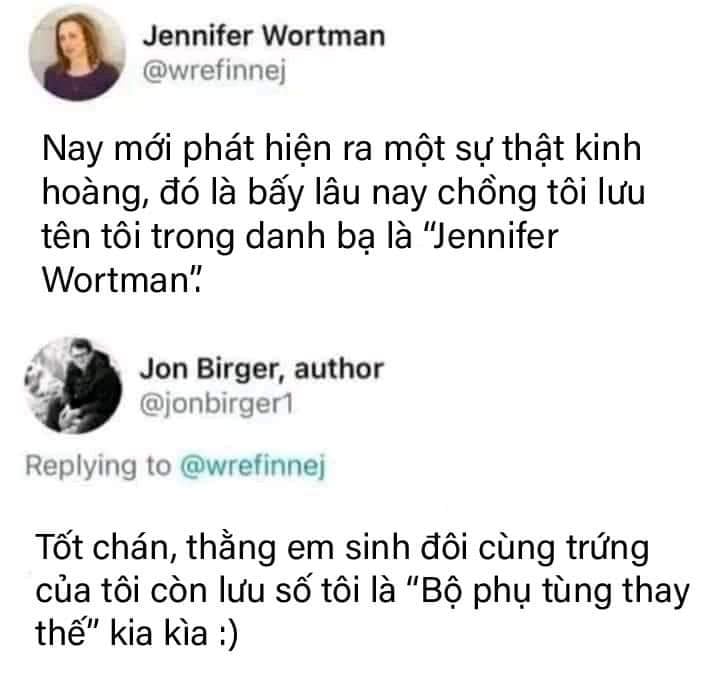 Jennifer Wortman
@wrefinnej
Nay mới phát hiện ra một sự thật kinh
hoàng, đó là bấy lâu nay chồng tôi lưu
tên tôi trong danh bạ là “Jennifer
Wortman”.
Jon Birger, author
@jonbirger1
Replying to @wrefinnej
Tốt chán, thằng em sinh đôi cùng trứng
của tôi còn lưu số tôi là “Bộ phụ tùng thay
thế” kia kìa :)